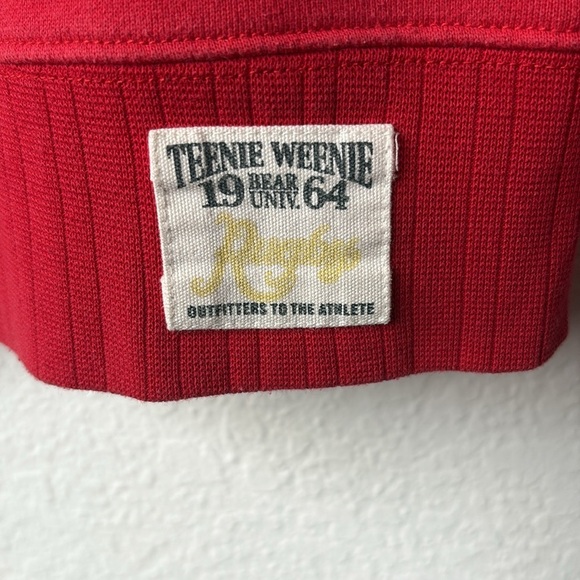 TEENIE WEENIE
19 BEAR UNIV. 64
Rugby
OUTFITTERS TO THE ATHLETE